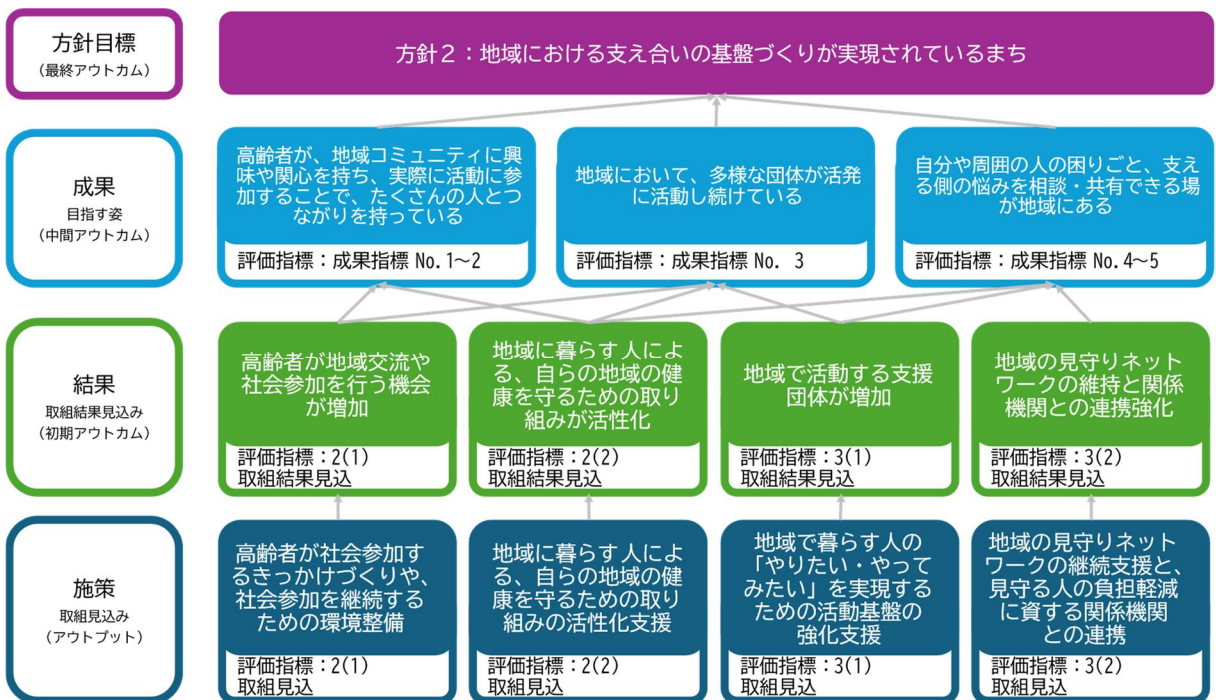 方針目標
（最終アウトカム）
方針２：地域における支え合いの基盤づくりが実現されているまち
成果
目指す姿
（中間アウトカム）
高齢者が、地域コミュニティに興
味や関心を持ち、実際に活動に参
加することで、たくさんの人とつ
ながりを持っている
評価指標：成果指標 No.1～2
地域において、多様な団体が活発
に活動し続けている
評価指標：成果指標 No. 3
自分や周囲の人の困りごと、支え
る側の悩みを相談・共有できる場
が地域にある
評価指標：成果指標 No.4～5
結果
取組結果見込み
（初期アウトカム）
高齢者が地域交流や
社会参加を行う機会
が増加
評価指標：2(1)
取組結果見込
地域に暮らす人によ
る、自らの地域の健
康を守るための取り
組みが活性化
評価指標：2(2)
取組結果見込
地域で活動する支援
団体が増加
評価指標：3(1)
取組結果見込
地域の見守りネット
ワークの維持と関係
機関との連携強化
評価指標：3(2)
取組結果見込
施策
取組見込み
（アウトプット）
高齢者が社会参加す
るきっかけづくりや、
社会参加を継続する
ための環境整備
評価指標：2(1)
取組見込
地域に暮らす人によ
る、自らの地域の健
康を守るための取り
組みの活性化支援
評価指標：2(2)
取組見込
地域で暮らす人の
「やりたい・やって
みたい」を実現する
ための活動基盤の
強化支援
評価指標：3(1)
取組見込
地域の見守りネット
ワークの継続支援と、
見守る人の負担軽減
に資する関係機関
との連携
評価指標：3(2)
取組見込